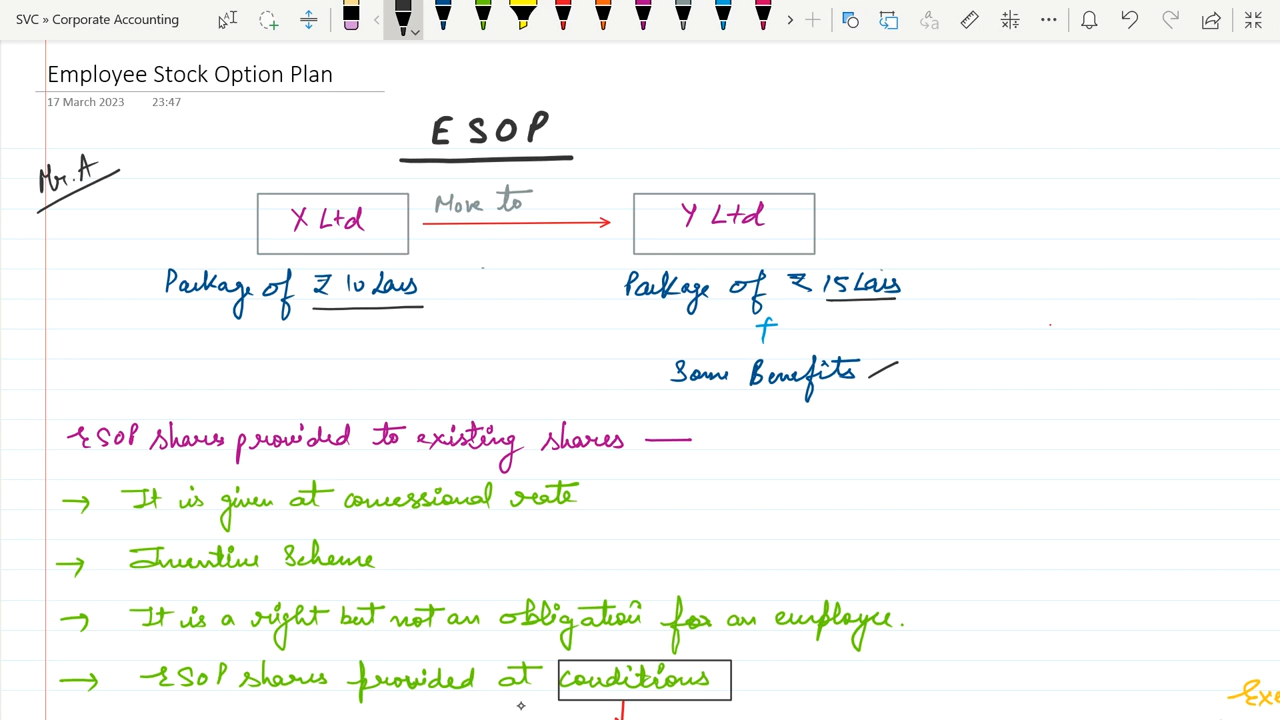 SVC » Corporate Accounting
Employee Stock Option Plan
17 March 2023 23:47
ESOP
Mr. A
X Ltd
Move to
Y Ltd
Package of ₹ 10 Lacs
Package of ₹ 15 Lacs
+
Some Benefits
ESOP shares provided to existing shares —
→ It is given at concessional rate
→ Incentive Scheme
→ It is a right but not an obligation for an employee.
→ ESOP shares provided at conditions